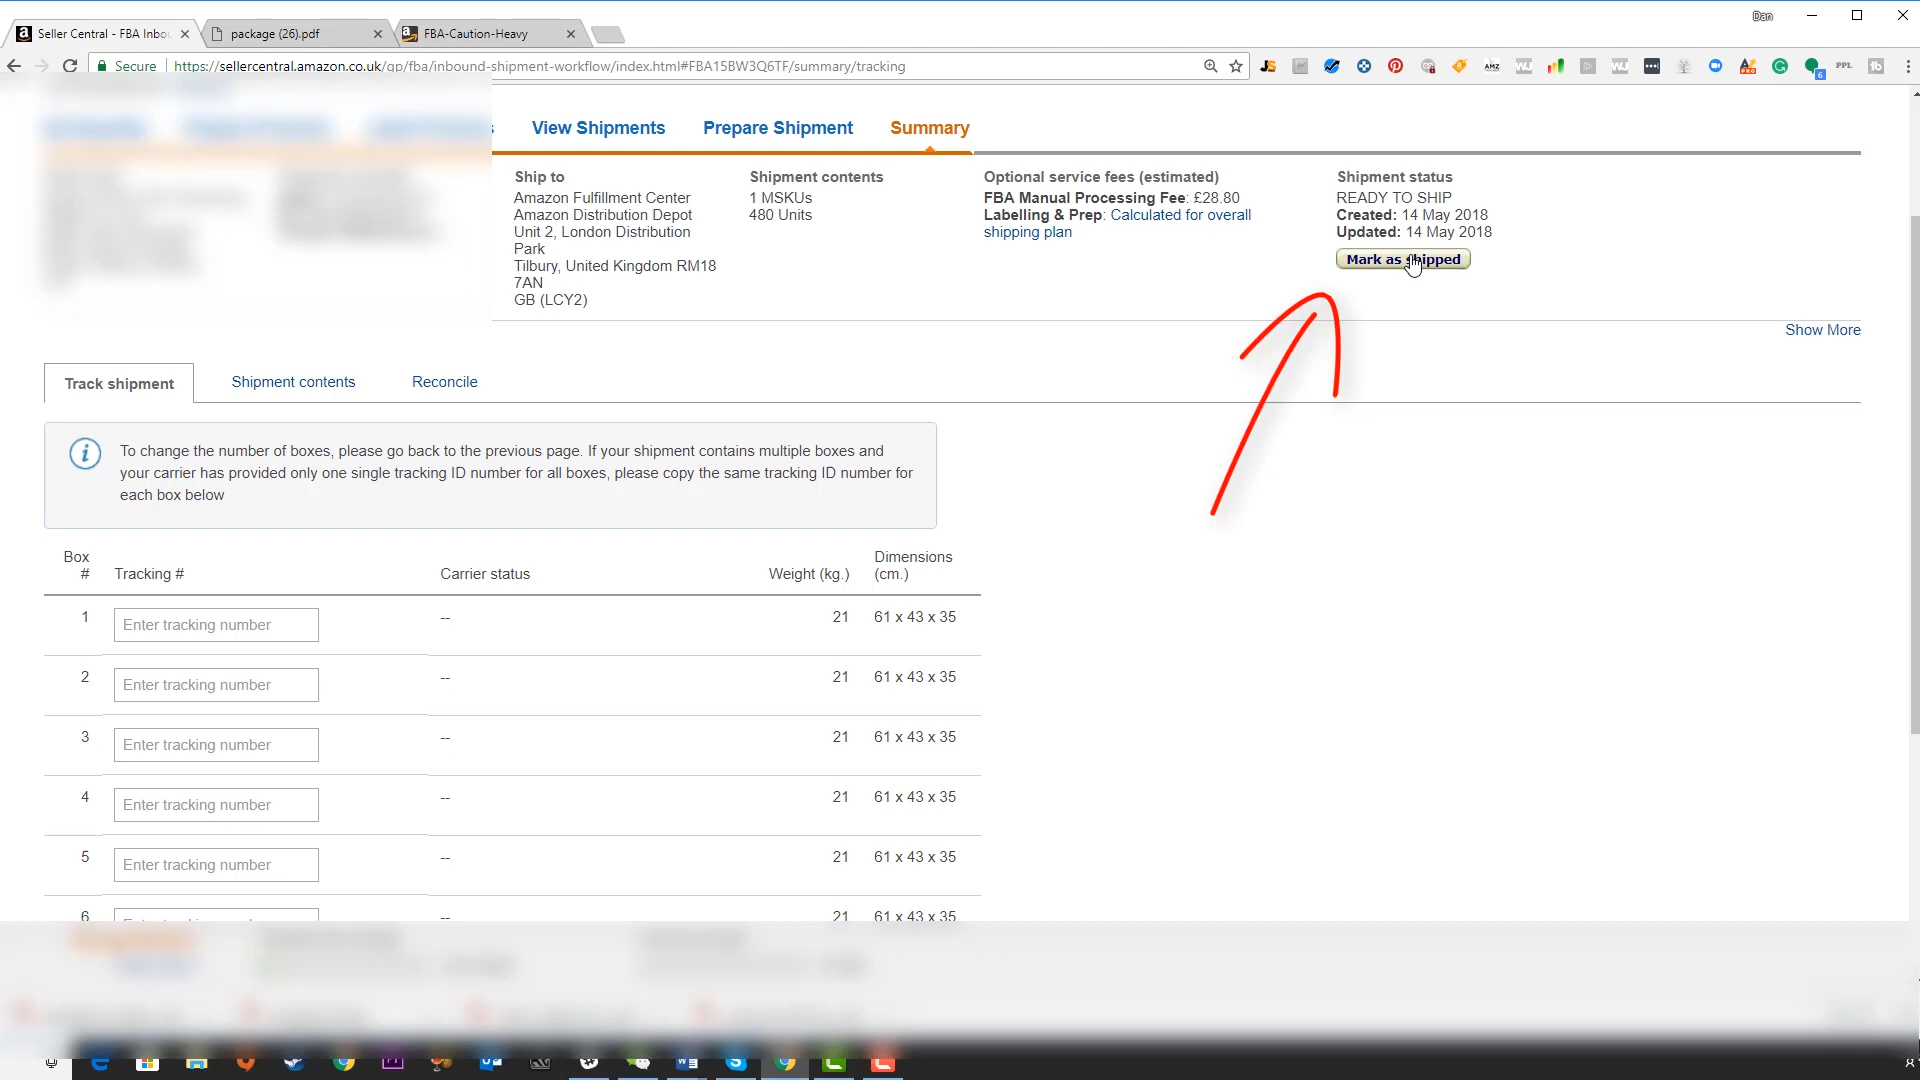 Dan
Seller Central - FBA Inbou
package (26).pdf
FBA-Caution-Heavy
Secure
https://sellercentral.amazon.co.uk/gp/fba/inbound-shipment-workflow/index.html#FBA15BW3Q6TF/summary/tracking
View Shipments
Prepare Shipment
Summary
Ship to
Amazon Fulfillment Center
Amazon Distribution Depot
Unit 2, London Distribution
Park
Tilbury, United Kingdom RM18
7AN
GB (LCY2)
Shipment contents
1 MSKUs
480 Units
Optional service fees (estimated)
FBA Manual Processing Fee: £28.80
Labelling & Prep: Calculated for overall
shipping plan
Shipment status
READY TO SHIP
Created: 14 May 2018
Updated: 14 May 2018
Mark as shipped
Show More
Track shipment
Shipment contents
Reconcile
To change the number of boxes, please go back to the previous page. If your shipment contains multiple boxes and
your carrier has provided only one single tracking ID number for all boxes, please copy the same tracking ID number for
each box below
Box # Tracking # Carrier status Weight (kg.) Dimensions (cm.)
1 Enter tracking number -- 21 61 x 43 x 35
2 Enter tracking number -- 21 61 x 43 x 35
3 Enter tracking number -- 21 61 x 43 x 35
4 Enter tracking number -- 21 61 x 43 x 35
5 Enter tracking number -- 21 61 x 43 x 35
6 -- 21 61 x 43 x 35